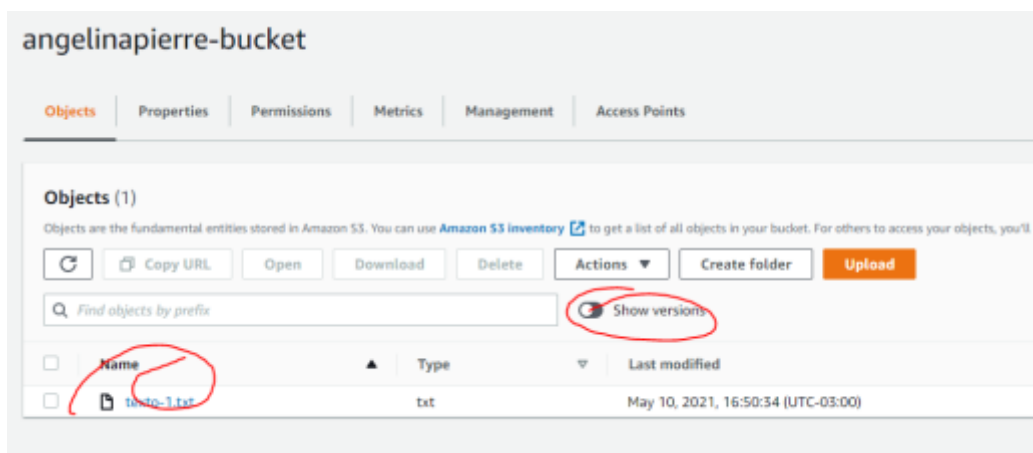 angelinapierre-bucket
Objects Properties Permissions Metrics Management Access Points
Objects (1)
Objects are the fundamental entities stored in Amazon S3. You can use Amazon S3 inventory to get a list of all objects in your bucket. For others to access your objects, you'll
Copy URL Open Download Delete Actions Create folder Upload
Find objects by prefix Show versions
Name Type Last modified
texto-1.txt txt May 10, 2021, 16:50:34 (UTC-03:00)